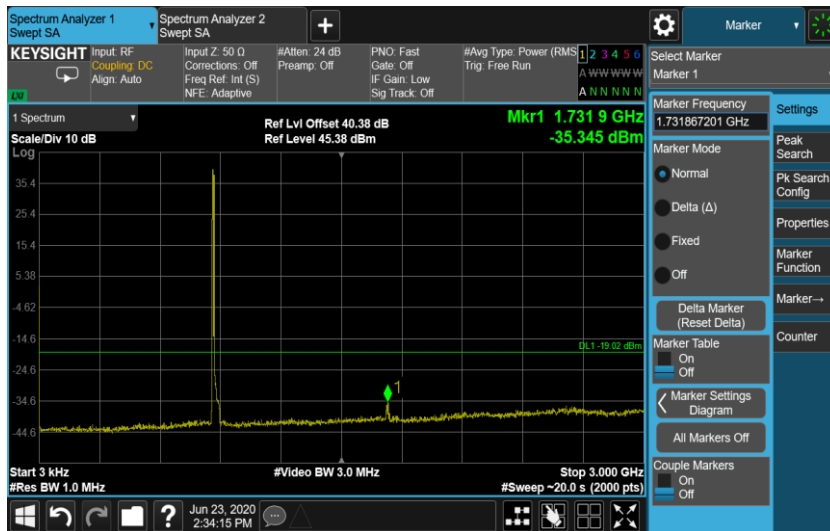 Spectrum Analyzer 1
Swept SA
Spectrum Analyzer 2
Swept SA
+
Marker
KEYSIGHT
Input: RF
Coupling: DC
Align: Auto
Input Z: 50 Ω
Corrections: Off
Freq Ref: Int (S)
NFE: Adaptive
#Atten: 24 dB
Preamp: Off
PNO: Fast
Gate: Off
IF Gain: Low
Sig Track: Off
#Avg Type: Power (RMS
Trig: Free Run
1 2 3 4 5 6
A W W W W W
A N N N N N
LXI
Select Marker
Marker 1
1 Spectrum
Scale/Div 10 dB
Ref Lvl Offset 40.38 dB
Ref Level 45.38 dBm
Mkr1 1.731 9 GHz
-35.345 dBm
Log
35.4
25.4
15.4
5.38
-4.62
-14.6
-24.6
-34.6
-44.6
DL1 -19.02 dBm
1
Start 3 kHz
#Res BW 1.0 MHz
#Video BW 3.0 MHz
Stop 3.000 GHz
#Sweep ~20.0 s (2000 pts)
Marker Frequency
1.731867201 GHz
Marker Mode
Normal
Delta (Δ)
Fixed
Off
Delta Marker
(Reset Delta)
Marker Table
On
Off
Marker Settings
Diagram
All Markers Off
Couple Markers
On
Off
Settings
Peak
Search
Pk Search
Config
Properties
Marker
Function
Marker→
Counter
?
Jun 23, 2020
2:34:15 PM